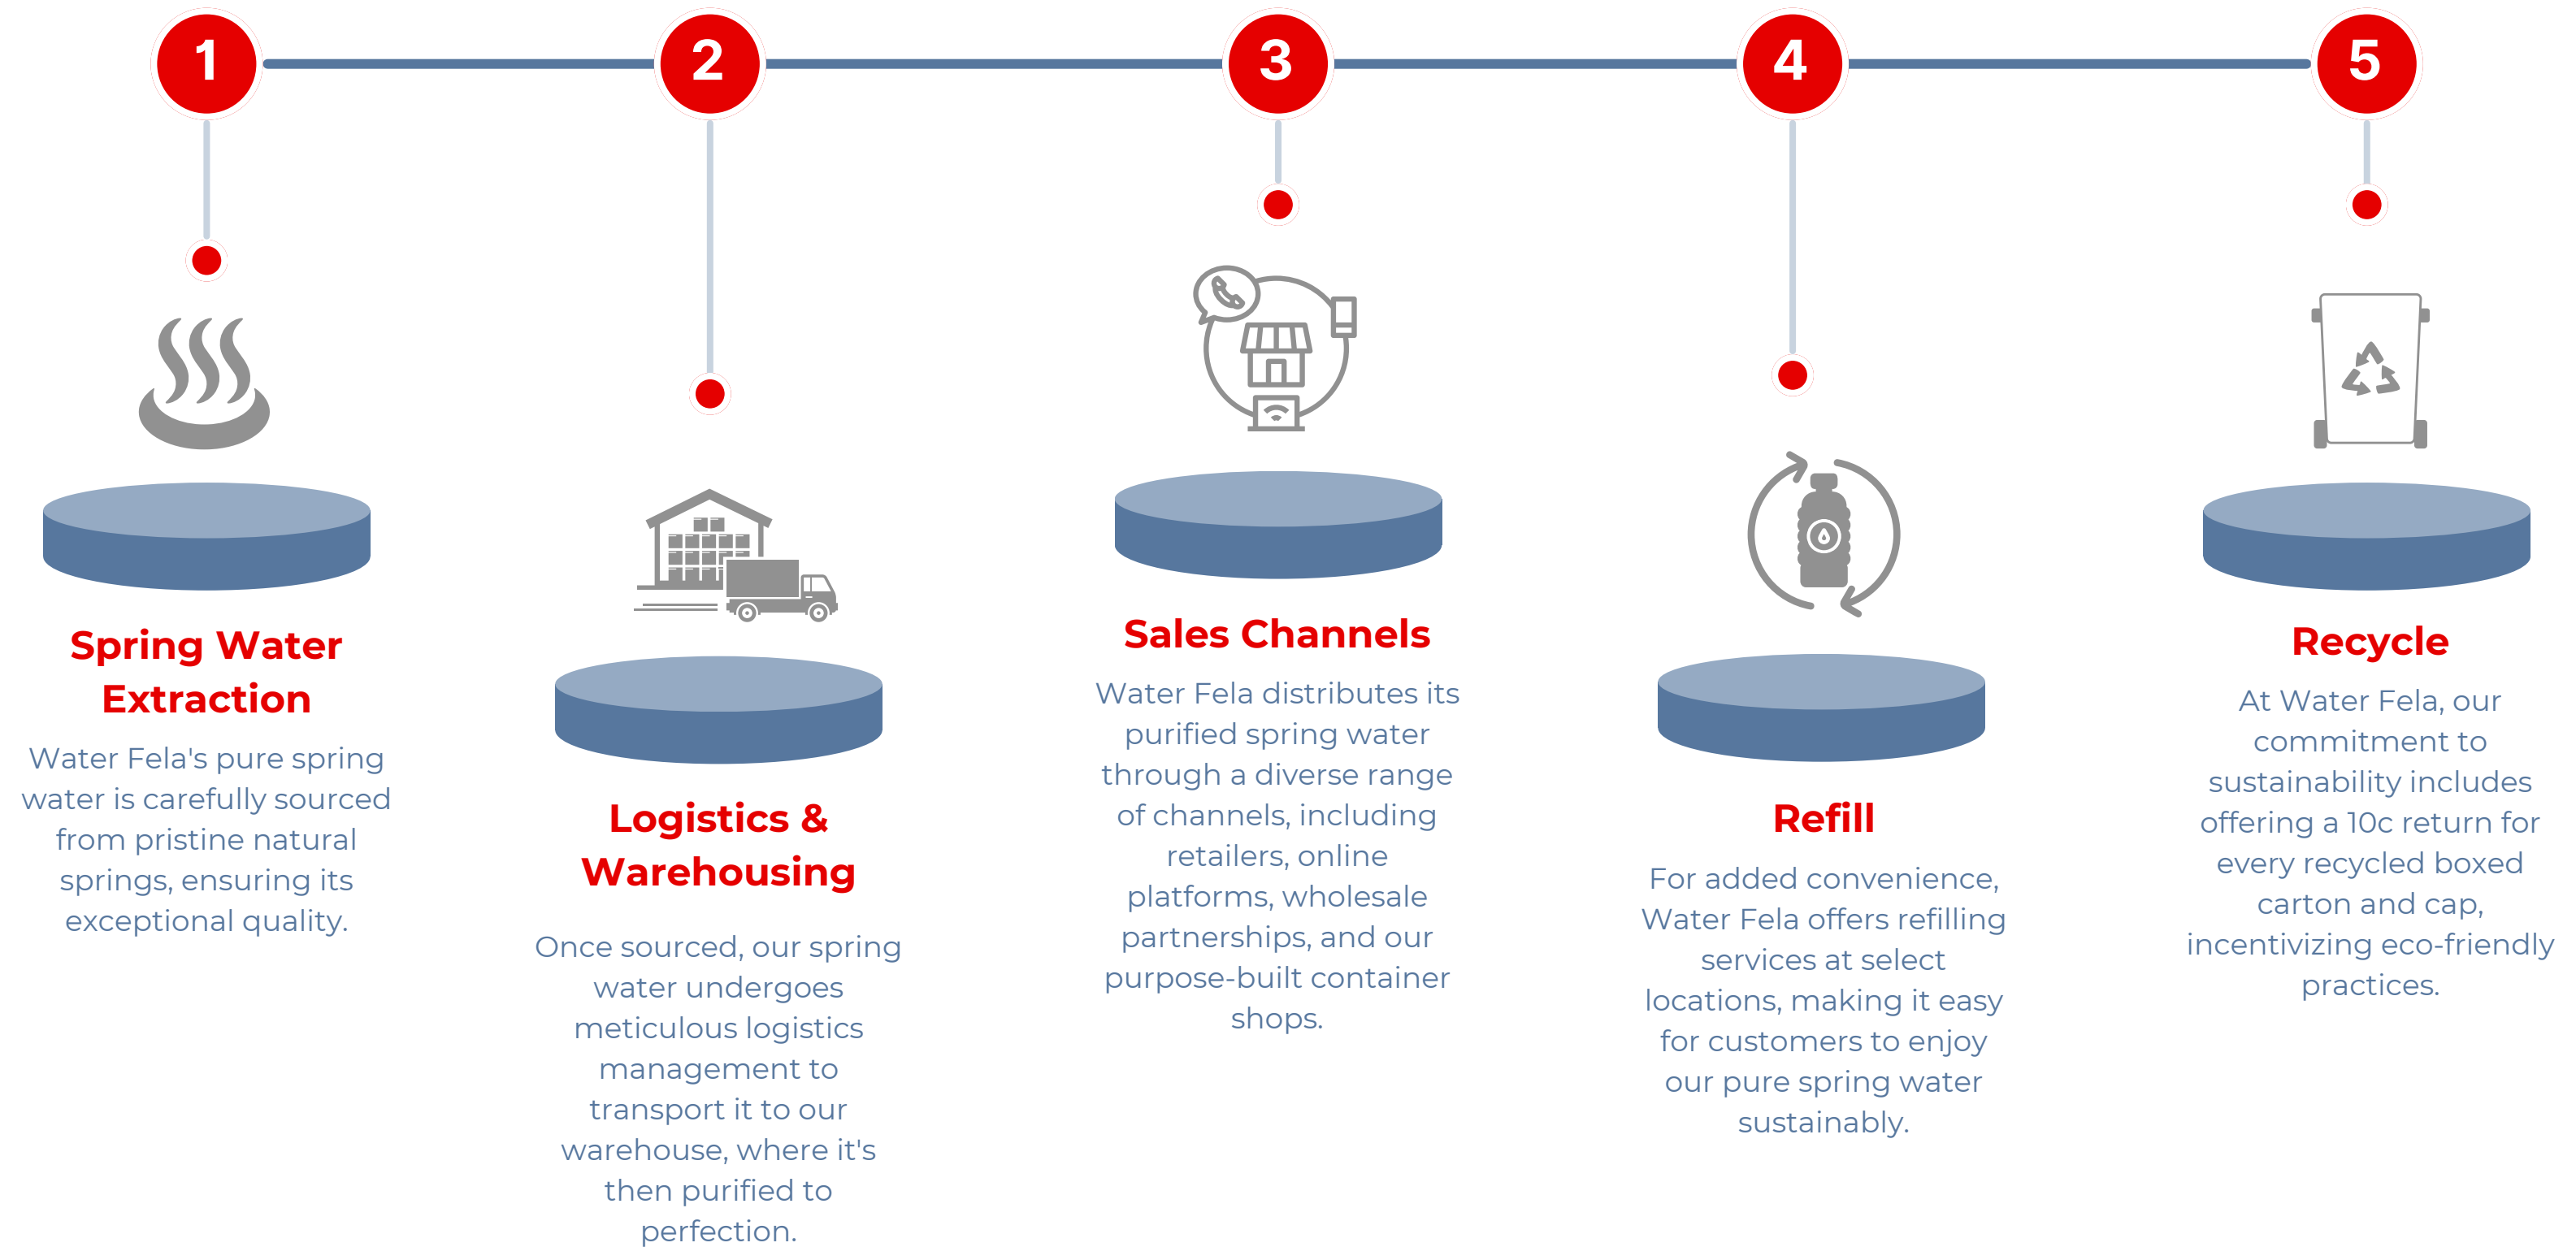 1
2
3
4
5
Spring Water
Extraction
Water Fela's pure spring
water is carefully sourced
from pristine natural
springs, ensuring its
exceptional quality.
Logistics &
Warehousing
Once sourced, our spring
water undergoes
meticulous logistics
management to
transport it to our
warehouse, where it's
then purified to
perfection.
Sales Channels
Water Fela distributes its
purified spring water
through a diverse range
of channels, including
retailers, online
platforms, wholesale
partnerships, and our
purpose-built container
shops.
Refill
For added convenience,
Water Fela offers refilling
services at select
locations, making it easy
for customers to enjoy
our pure spring water
sustainably.
Recycle
At Water Fela, our
commitment to
sustainability includes
offering a 10c return for
every recycled boxed
carton and cap,
incentivizing eco-friendly
practices.